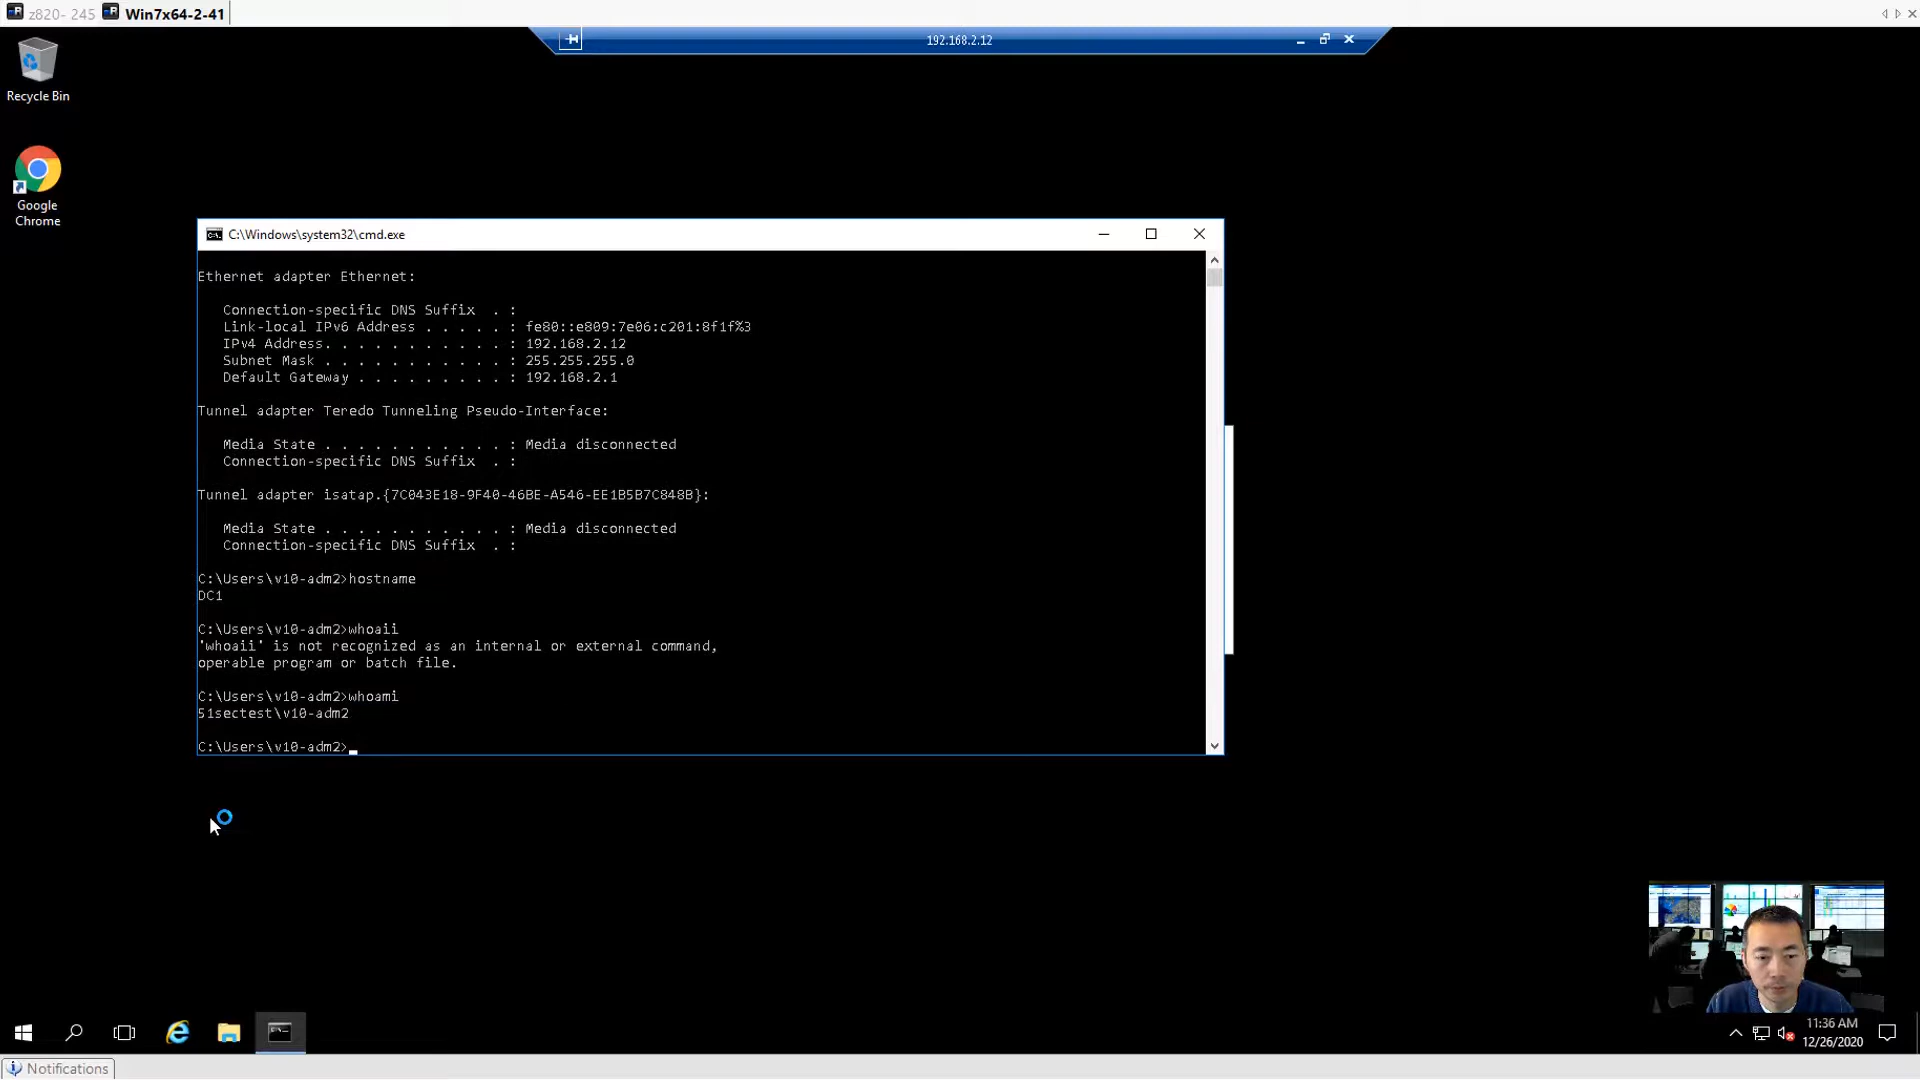 z820- 245
Win7x64-2-41
192.168.2.12
Recycle Bin
Google
Chrome
C:\Windows\system32\cmd.exe
Ethernet adapter Ethernet:
Connection-specific DNS Suffix  . :
Link-local IPv6 Address . . . . . : fe80::e809:7e06:c201:8f1f%3
IPv4 Address. . . . . . . . . . . : 192.168.2.12
Subnet Mask . . . . . . . . . . . : 255.255.255.0
Default Gateway . . . . . . . . . : 192.168.2.1
Tunnel adapter Teredo Tunneling Pseudo-Interface:
Media State . . . . . . . . . . . : Media disconnected
Connection-specific DNS Suffix  . :
Tunnel adapter isatap.{7C043E18-9F40-46BE-A546-EE1B5B7C848B}:
Media State . . . . . . . . . . . : Media disconnected
Connection-specific DNS Suffix  . :
C:\Users\v10-adm2>hostname
DC1
C:\Users\v10-adm2>whoaii
'whoaii' is not recognized as an internal or external command,
operable program or batch file.
C:\Users\v10-adm2>whoami
51sectest\v10-adm2
C:\Users\v10-adm2>
11:36 AM
12/26/2020
Notifications